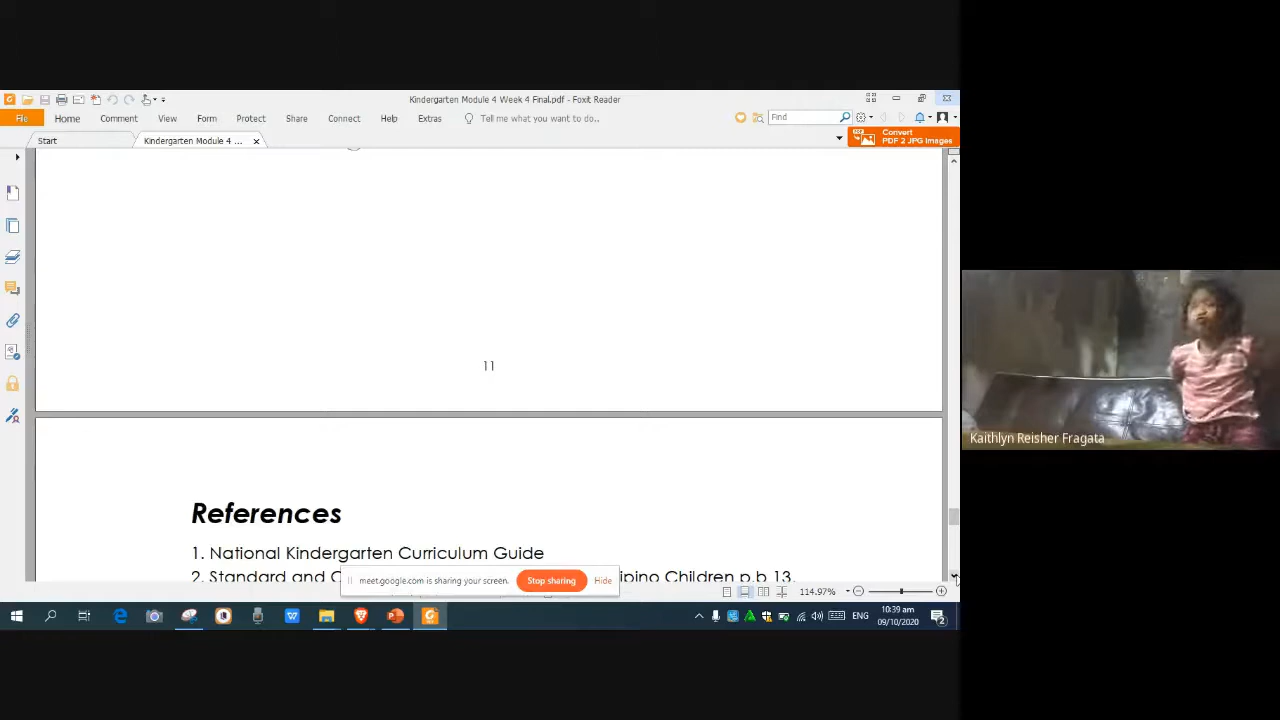 Kindergarten Module 4 Week 4 Final.pdf - Foxit Reader
File Home Comment View Form Protect Share Connect Help Extras Tell me what you want to do.. Find
Convert
PDF 2 JPG Images
Start Kindergarten Module 4 ...
11
References
1. National Kindergarten Curriculum Guide
2. Standard and C ipino Children p.b 13.
meet.google.com is sharing your screen. Stop sharing Hide
114.97%
Kaithlyn Reisher Fragata
ENG
10:39 am
09/10/2020
2